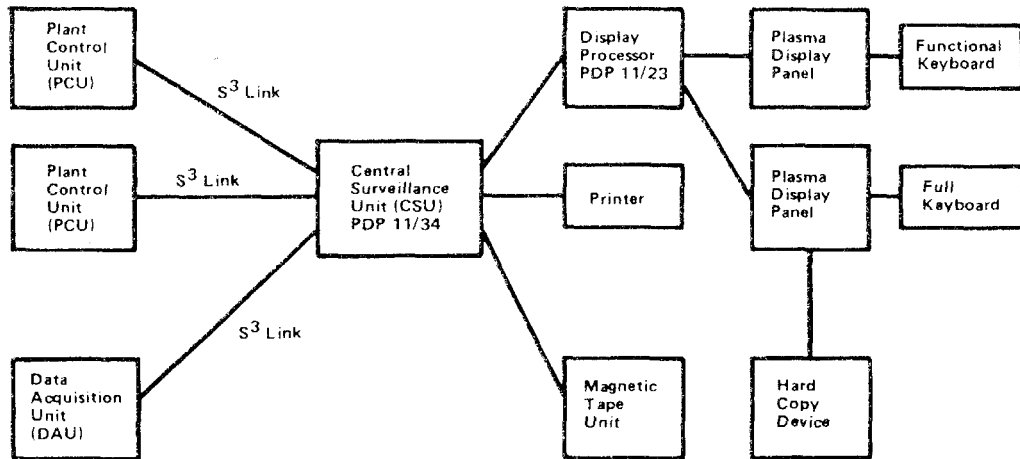 Plant
Control
Unit
(PCU)
S³ Link
Plant
Control
Unit
(PCU)
S³ Link
Data
Acquisition
Unit
(DAU)
S³ Link
Central
Surveillance
Unit (CSU)
PDP 11/34
Display
Processor
PDP 11/23
Printer
Magnetic
Tape
Unit
Plasma
Display
Panel
Functional
Keyboard
Plasma
Display
Panel
Full
Keyboard
Hard
Copy
Device